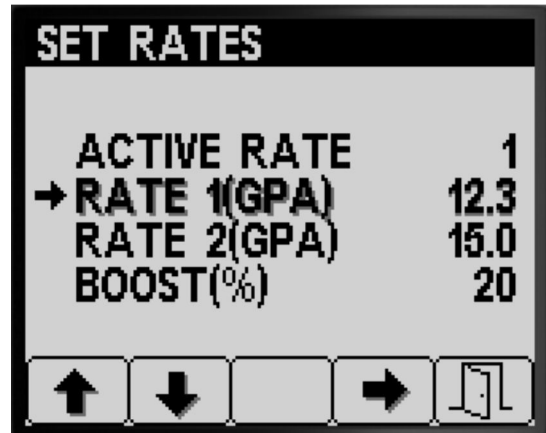 SET RATES
ACTIVE RATE 1
RATE 1(GPA) 12.3
RATE 2(GPA) 15.0
BOOST(%) 20